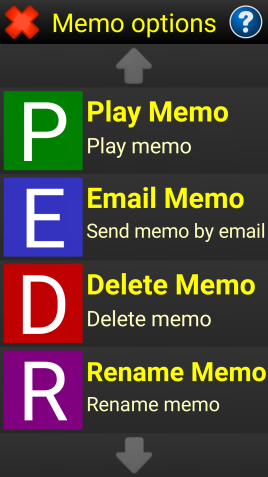 Memo options
?
P
Play Memo
Play memo
E
Email Memo
Send memo by email
D
Delete Memo
Delete memo
R
Rename Memo
Rename memo